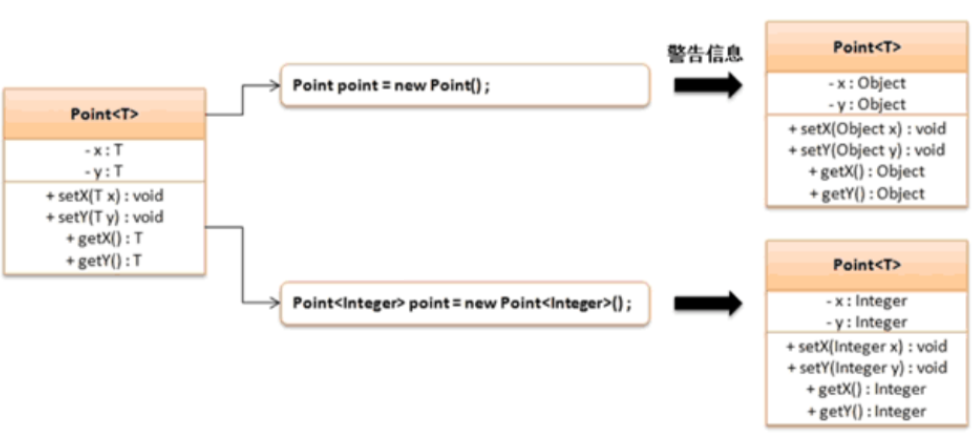 Point<T>
- x : T
- y : T
+ setX(T x) : void
+ setY(T y) : void
+ getX() : T
+ getY() : T
Point point = new Point() ;
警告信息
Point<T>
- x : Object
- y : Object
+ setX(Object x) : void
+ setY(Object y) : void
+ getX() : Object
+ getY() : Object
Point<Integer> point = new Point<Integer>() ;
Point<T>
- x : Integer
- y : Integer
+ setX(Integer x) : void
+ setY(Integer y) : void
+ getX() : Integer
+ getY() : Integer